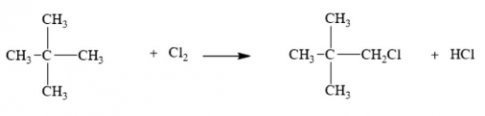 CH₃ CH₃
CH₃-C—CH₃ + Cl₂ ⟶ CH₃-C—CH₂Cl + HCl
CH₃ CH₃